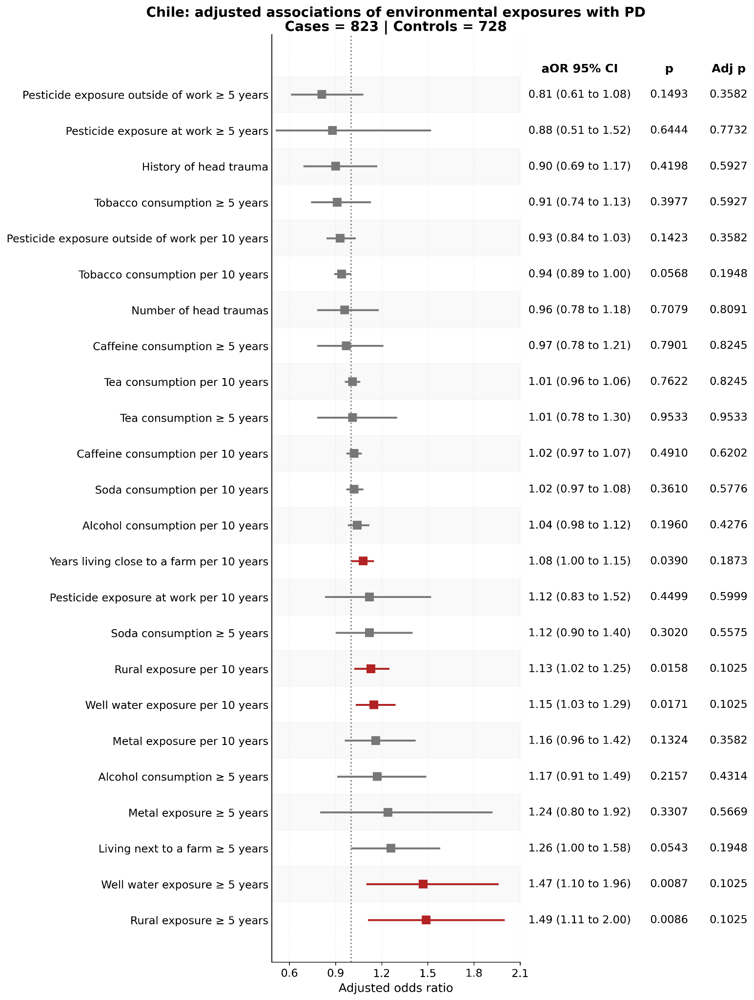 Chile: adjusted associations of environmental exposures with PD
Cases = 823 | Controls = 728
aOR 95% CI p Adj p
Pesticide exposure outside of work ≥ 5 years 0.81 (0.61 to 1.08) 0.1493 0.3582
Pesticide exposure at work ≥ 5 years 0.88 (0.51 to 1.52) 0.6444 0.7732
History of head trauma 0.90 (0.69 to 1.17) 0.4198 0.5927
Tobacco consumption ≥ 5 years 0.91 (0.74 to 1.13) 0.3977 0.5927
Pesticide exposure outside of work per 10 years 0.93 (0.84 to 1.03) 0.1423 0.3582
Tobacco consumption per 10 years 0.94 (0.89 to 1.00) 0.0568 0.1948
Number of head traumas 0.96 (0.78 to 1.18) 0.7079 0.8091
Caffeine consumption ≥ 5 years 0.97 (0.78 to 1.21) 0.7901 0.8245
Tea consumption per 10 years 1.01 (0.96 to 1.06) 0.7622 0.8245
Tea consumption ≥ 5 years 1.01 (0.78 to 1.30) 0.9533 0.9533
Caffeine consumption per 10 years 1.02 (0.97 to 1.07) 0.4910 0.6202
Soda consumption per 10 years 1.02 (0.97 to 1.08) 0.3610 0.5776
Alcohol consumption per 10 years 1.04 (0.98 to 1.12) 0.1960 0.4276
Years living close to a farm per 10 years 1.08 (1.00 to 1.15) 0.0390 0.1873
Pesticide exposure at work per 10 years 1.12 (0.83 to 1.52) 0.4499 0.5999
Soda consumption ≥ 5 years 1.12 (0.90 to 1.40) 0.3020 0.5575
Rural exposure per 10 years 1.13 (1.02 to 1.25) 0.0158 0.1025
Well water exposure per 10 years 1.15 (1.03 to 1.29) 0.0171 0.1025
Metal exposure per 10 years 1.16 (0.96 to 1.42) 0.1324 0.3582
Alcohol consumption ≥ 5 years 1.17 (0.91 to 1.49) 0.2157 0.4314
Metal exposure ≥ 5 years 1.24 (0.80 to 1.92) 0.3307 0.5669
Living next to a farm ≥ 5 years 1.26 (1.00 to 1.58) 0.0543 0.1948
Well water exposure ≥ 5 years 1.47 (1.10 to 1.96) 0.0087 0.1025
Rural exposure ≥ 5 years 1.49 (1.11 to 2.00) 0.0086 0.1025
0.6 0.9 1.2 1.5 1.8 2.1
Adjusted odds ratio